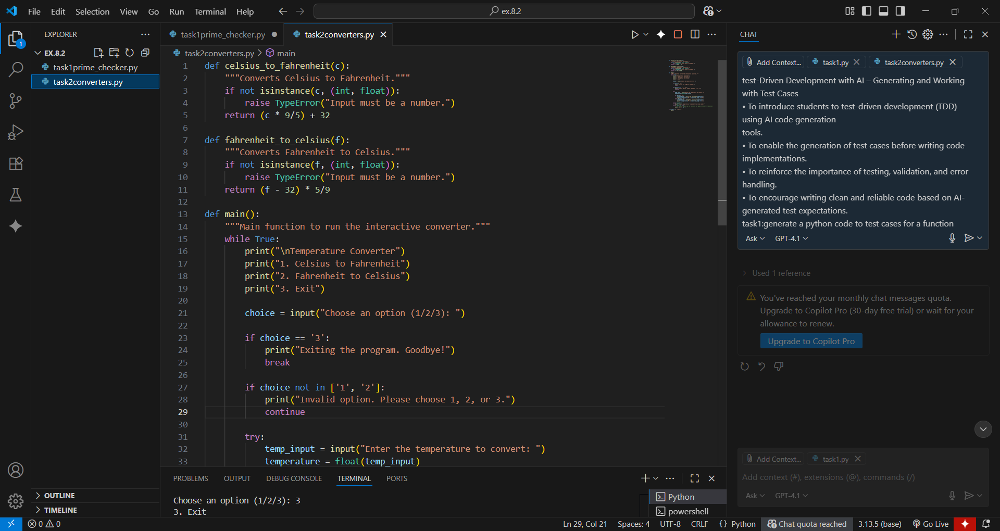 File Edit Selection View Go Run Terminal Help
ex.8.2
EXPLORER
EX.8.2
task1prime_checker.py
task2converters.py
OUTLINE
TIMELINE
1
task1prime_checker.py
task2converters.py
task2converters.py > main
1 def celsius_to_fahrenheit(c):
2 """Converts Celsius to Fahrenheit."""
3 if not isinstance(c, (int, float)):
4 raise TypeError("Input must be a number.")
5 return (c * 9/5) + 32
6
7 def fahrenheit_to_celsius(f):
8 """Converts Fahrenheit to Celsius."""
9 if not isinstance(f, (int, float)):
10 raise TypeError("Input must be a number.")
11 return (f - 32) * 5/9
12
13 def main():
14 """Main function to run the interactive converter."""
15 while True:
16 print("\nTemperature Converter")
17 print("1. Celsius to Fahrenheit")
18 print("2. Fahrenheit to Celsius")
19 print("3. Exit")
20
21 choice = input("Choose an option (1/2/3): ")
22
23 if choice == '3':
24 print("Exiting the program. Goodbye!")
25 break
26
27 if choice not in ['1', '2']:
28 print("Invalid option. Please choose 1, 2, or 3.")
29 continue
30
31 try:
32 temp_input = input("Enter the temperature to convert: ")
33 temperature = float(temp_input)
PROBLEMS OUTPUT DEBUG CONSOLE TERMINAL PORTS
Choose an option (1/2/3): 3
3. Exit
Python
powershell
CHAT
Add Context... task1.py task2converters.py
test-Driven Development with AI – Generating and Working
with Test Cases
• To introduce students to test-driven development (TDD)
using AI code generation
tools.
• To enable the generation of test cases before writing code
implementations.
• To reinforce the importance of testing, validation, and error
handling.
• To encourage writing clean and reliable code based on AI-
generated test expectations.
task1:generate a python code to test cases for a function
Ask GPT-4.1
Used 1 reference
You've reached your monthly chat messages quota.
Upgrade to Copilot Pro (30-day free trial) or wait for your
allowance to renew.
Upgrade to Copilot Pro
Add Context... task1.py
Add context (#), extensions (@), commands (/)
Ask GPT-4.1
0 0 Ln 29, Col 21 Spaces: 4 UTF-8 CRLF {} Python Chat quota reached 3.13.5 (base) Go Live